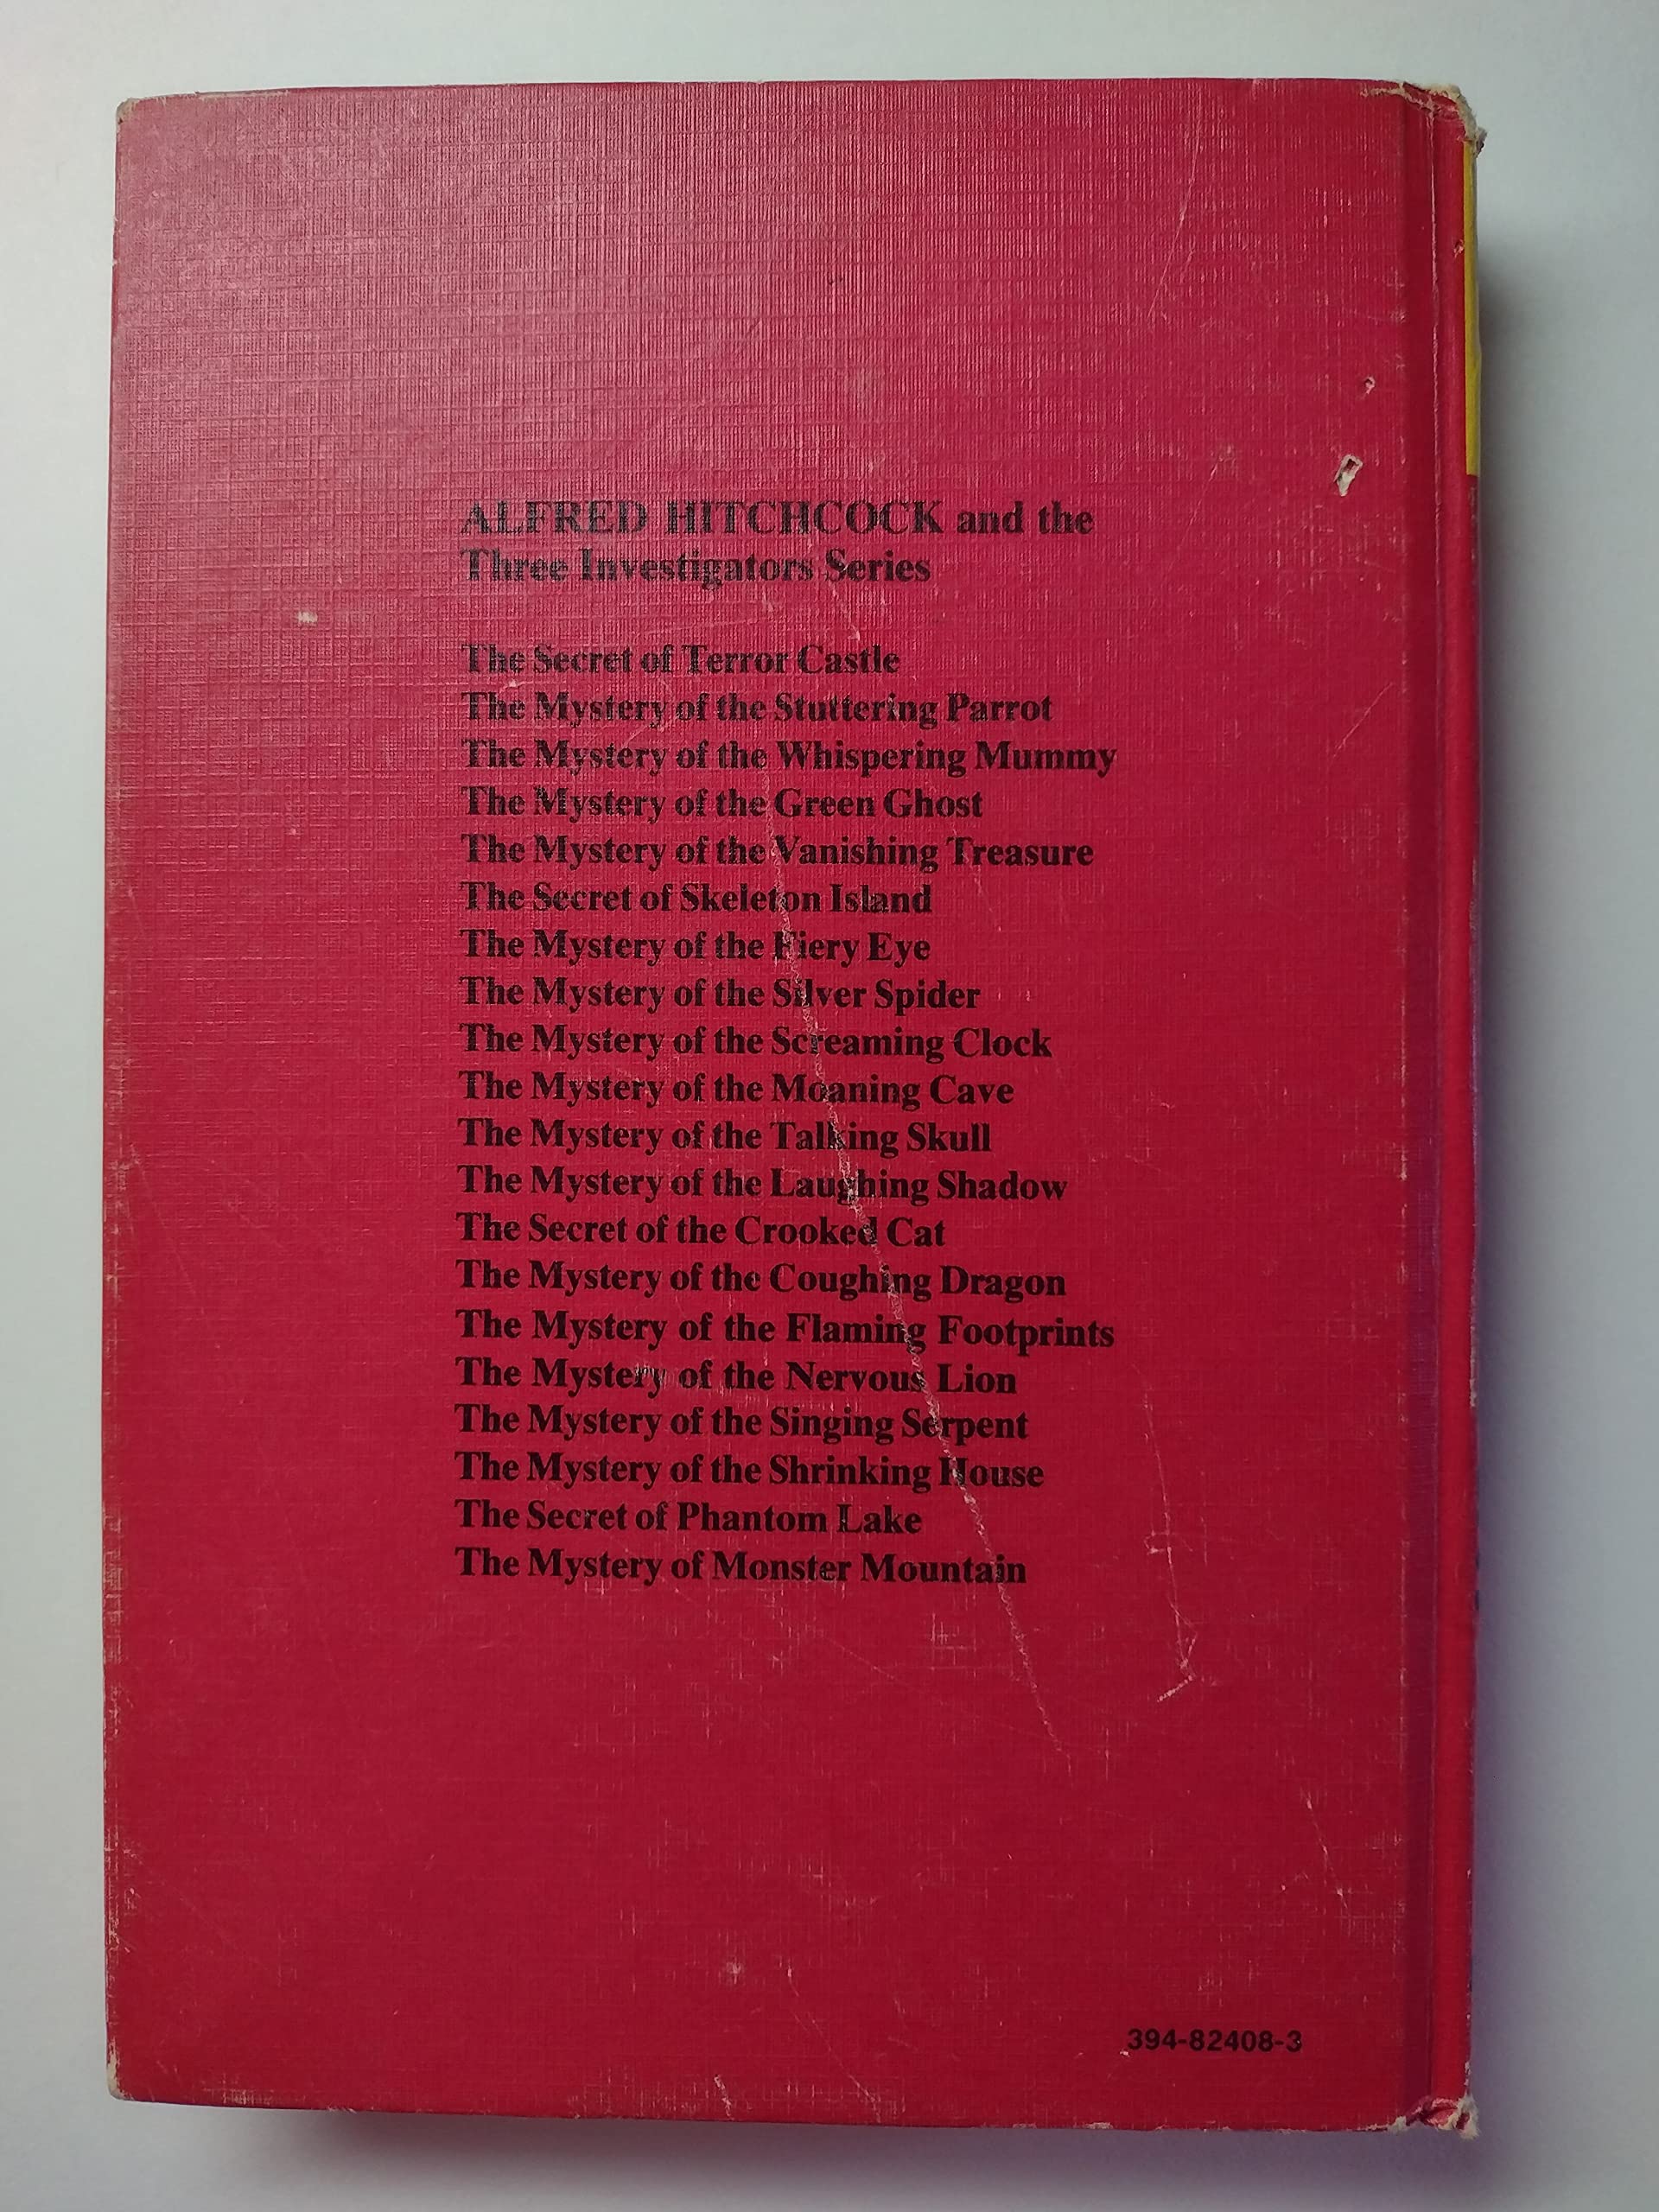 ALFRED HITCHCOCK and the
Three Investigators Series
The Secret of Terror Castle
The Mystery of the Stuttering Parrot
The Mystery of the Whispering Mummy
The Mystery of the Green Ghost
The Mystery of the Vanishing Treasure
The Secret of Skeleton Island
The Mystery of the Fiery Eye
The Mystery of the Silver Spider
The Mystery of the Screaming Clock
The Mystery of the Moaning Cave
The Mystery of the Talking Skull
The Mystery of the Laughing Shadow
The Secret of the Crooked Cat
The Mystery of the Coughing Dragon
The Mystery of the Flaming Footprints
The Mystery of the Nervous Lion
The Mystery of the Singing Serpent
The Mystery of the Shrinking House
The Secret of Phantom Lake
The Mystery of Monster Mountain
394-82408-3